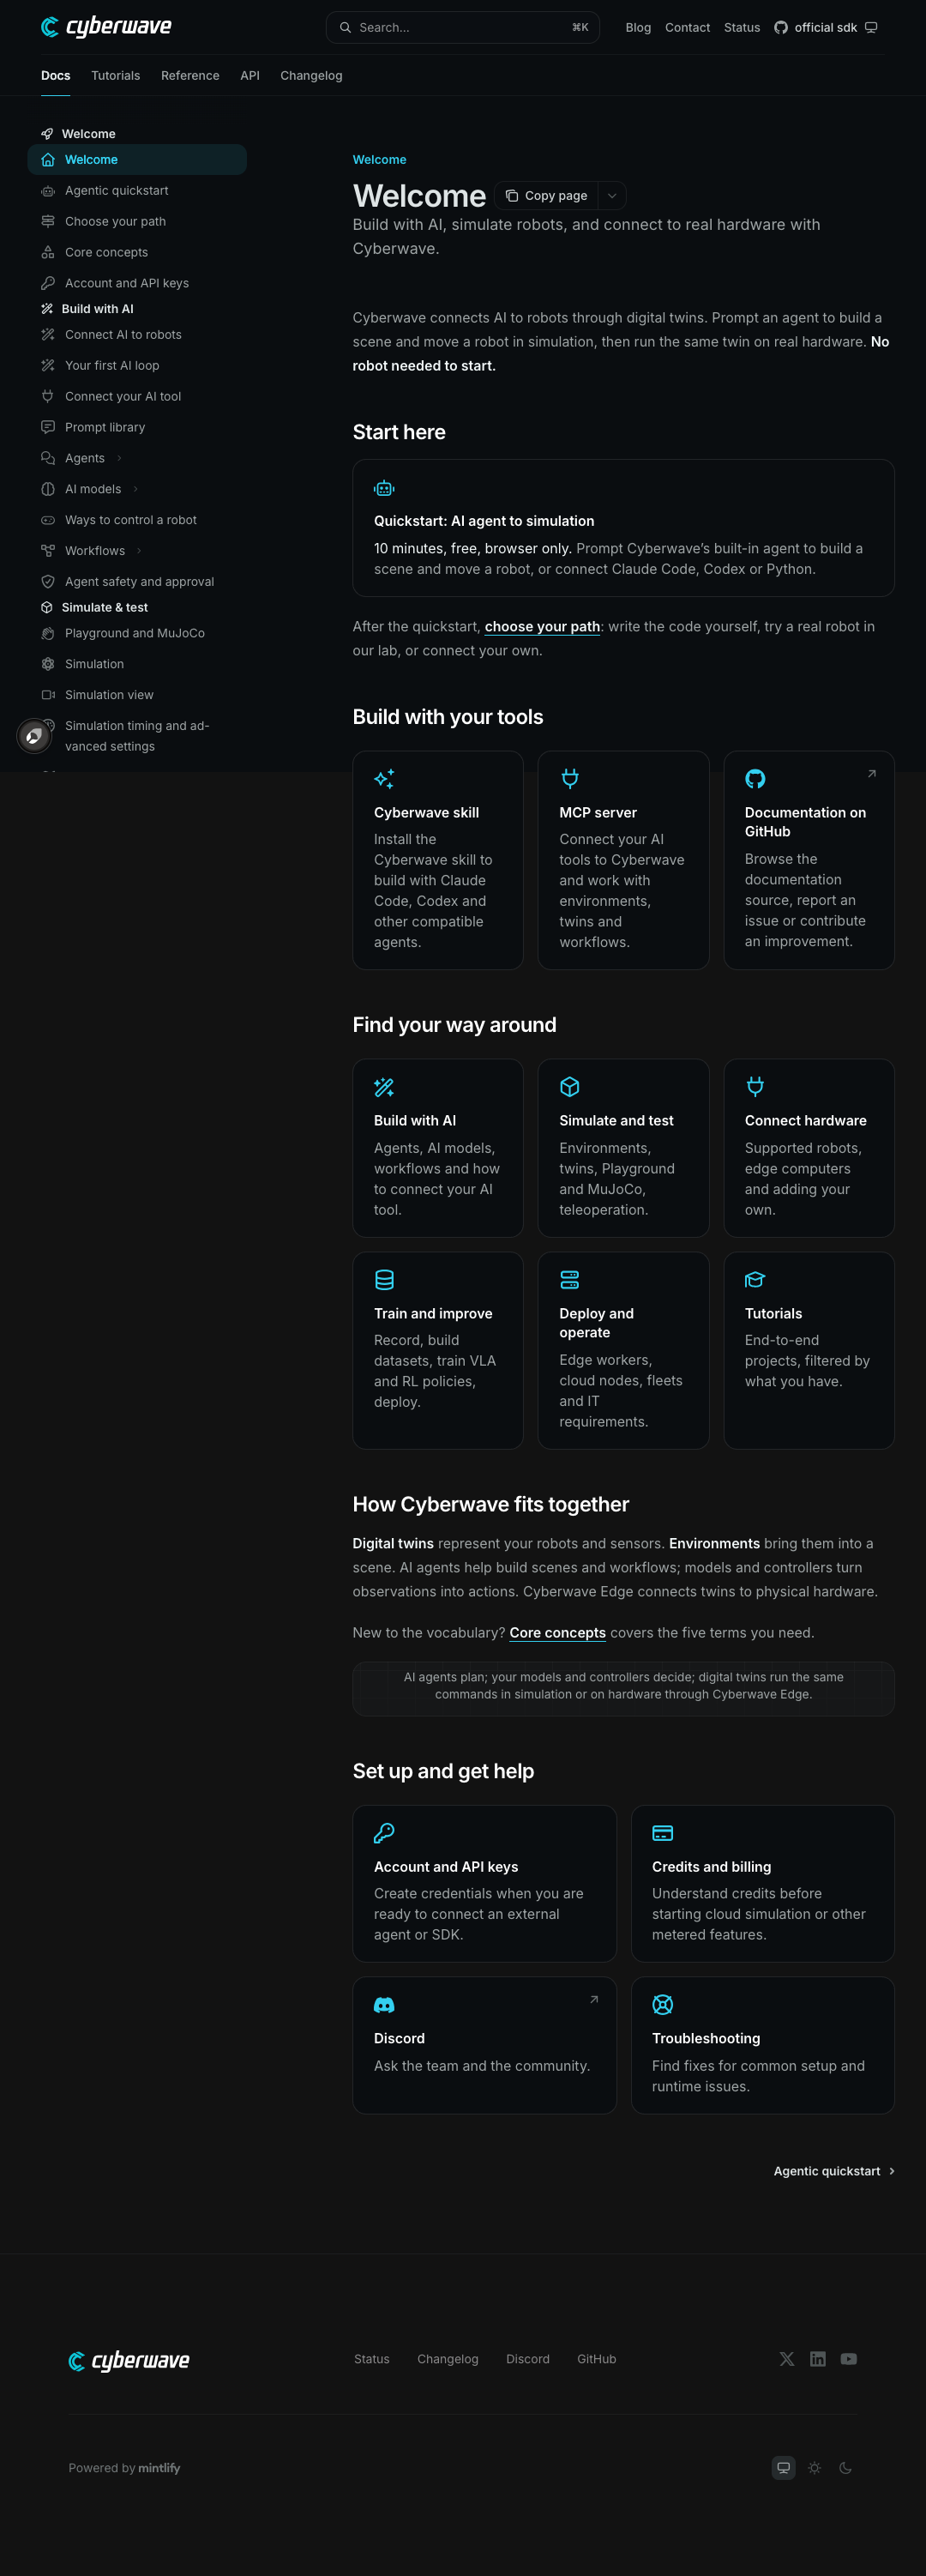 cyberwave
Search...
⌘K
Blog
Contact
Status
official sdk
Docs
Tutorials
Reference
API
Changelog
Welcome
Welcome
Agentic quickstart
Choose your path
Core concepts
Account and API keys
Build with AI
Connect AI to robots
Your first AI loop
Connect your AI tool
Prompt library
Agents
AI models
Ways to control a robot
Workflows
Agent safety and approval
Simulate & test
Playground and MuJoCo
Simulation
Simulation view
Simulation timing and ad-
vanced settings
Welcome
Welcome
Copy page
Build with AI, simulate robots, and connect to real hardware with
Cyberwave.
Cyberwave connects AI to robots through digital twins. Prompt an agent to build a
scene and move a robot in simulation, then run the same twin on real hardware. No
robot needed to start.
Start here
Quickstart: AI agent to simulation
10 minutes, free, browser only. Prompt Cyberwave’s built-in agent to build a
scene and move a robot, or connect Claude Code, Codex or Python.
After the quickstart, choose your path: write the code yourself, try a real robot in
our lab, or connect your own.
Build with your tools
Cyberwave skill
Install the
Cyberwave skill to
build with Claude
Code, Codex and
other compatible
agents.
MCP server
Connect your AI
tools to Cyberwave
and work with
environments,
twins and
workflows.
Documentation on
GitHub
Browse the
documentation
source, report an
issue or contribute
an improvement.
Find your way around
Build with AI
Agents, AI models,
workflows and how
to connect your AI
tool.
Simulate and test
Environments,
twins, Playground
and MuJoCo,
teleoperation.
Connect hardware
Supported robots,
edge computers
and adding your
own.
Train and improve
Record, build
datasets, train VLA
and RL policies,
deploy.
Deploy and
operate
Edge workers,
cloud nodes, fleets
and IT
requirements.
Tutorials
End-to-end
projects, filtered by
what you have.
How Cyberwave fits together
Digital twins represent your robots and sensors. Environments bring them into a
scene. AI agents help build scenes and workflows; models and controllers turn
observations into actions. Cyberwave Edge connects twins to physical hardware.
New to the vocabulary? Core concepts covers the five terms you need.
AI agents plan; your models and controllers decide; digital twins run the same
commands in simulation or on hardware through Cyberwave Edge.
Set up and get help
Account and API keys
Create credentials when you are
ready to connect an external
agent or SDK.
Credits and billing
Understand credits before
starting cloud simulation or other
metered features.
Discord
Ask the team and the community.
Troubleshooting
Find fixes for common setup and
runtime issues.
Agentic quickstart
cyberwave
Status
Changelog
Discord
GitHub
Powered by mintlify